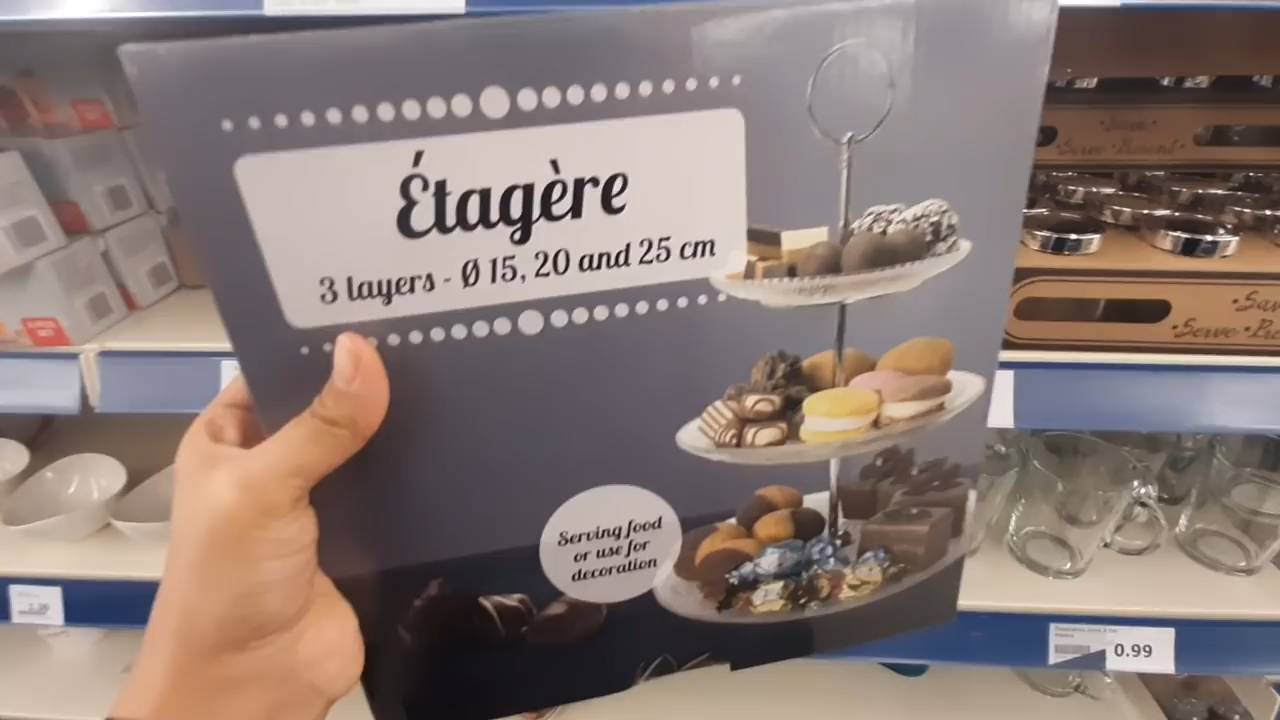 Étagère
3 layers - Ø 15, 20 and 25 cm
Serving food
or use for
decoration
0.99